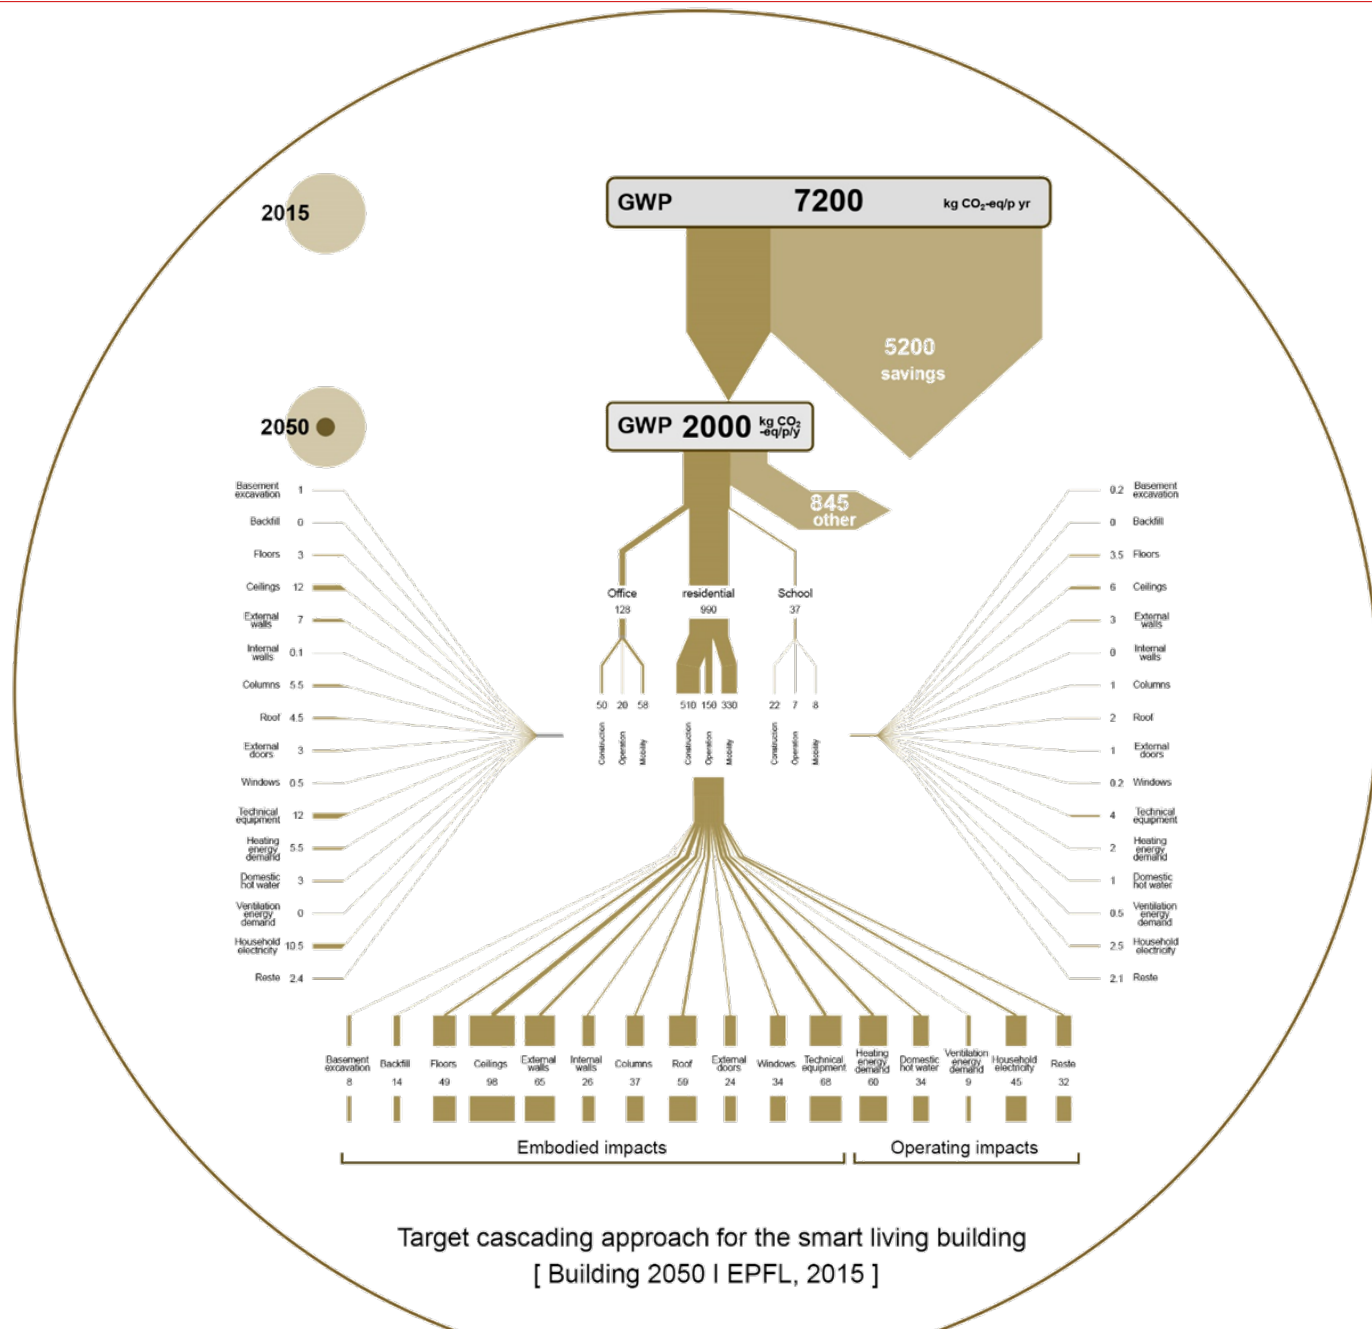 2015
GWP 7200 kg CO₂-eq/p yr
5200
savings
2050
GWP 2000 kg CO₂
-eq/p/y
845
other
Basement
excavation 1
Backfill 0
Floors 3
Ceilings 12
External
walls 7
Internal
walls 0.1
Columns 5.5
Roof 4.5
External
doors 3
Windows 0.5
Technical
equipment 12
Heating
energy
demand 5.5
Domestic
hot water 3
Ventilation
energy
demand 0
Household
electricity 10.5
Reste 2.4
Office
128
residential
990
School
37
50 20 58
510 150 330
22 7 8
Construction
Operation
Mobility
Construction
Operation
Mobility
Construction
Operation
Mobility
0.2 Basement
excavation
0 Backfill
3.5 Floors
6 Ceilings
3 External
walls
0 Internal
walls
1 Columns
2 Roof
1 External
doors
0.2 Windows
4 Technical
equipment
2 Heating
energy
demand
1 Domestic
hot water
0.5 Ventilation
energy
demand
2.5 Household
electricity
2.1 Reste
Basement
excavation
8
Backfill
14
Floors
49
Ceilings
98
External
walls
65
Internal
walls
26
Columns
37
Roof
59
External
doors
24
Windows
34
Technical
equipment
68
Heating
energy
demand
60
Domestic
hot water
34
Ventilation
energy
demand
9
Household
electricity
45
Reste
32
Embodied impacts
Operating impacts
Target cascading approach for the smart living building
[ Building 2050 I EPFL, 2015 ]